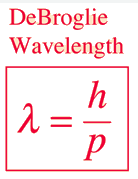 DeBroglie
Wavelength
λ = h/p